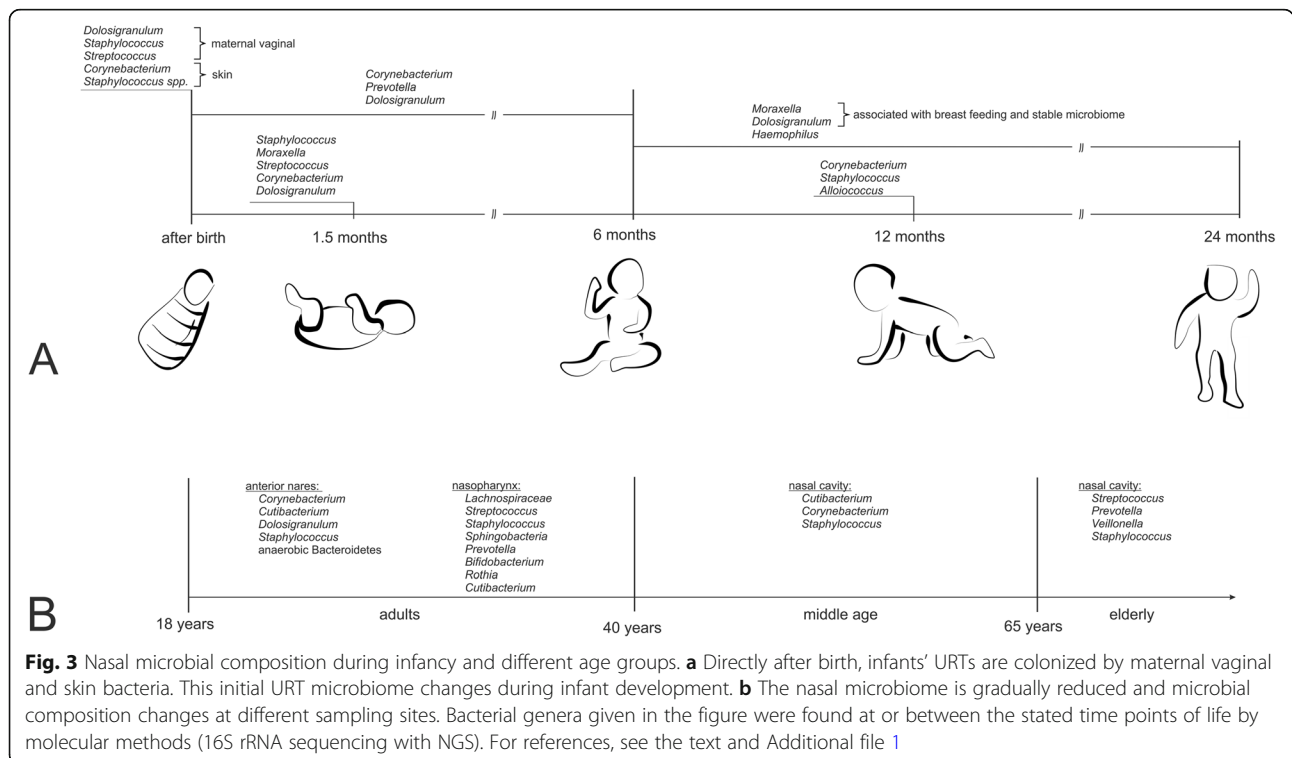 Dolosigranulum
Staphylococcus
Streptococcus
maternal vaginal
Corynebacterium
Staphylococcus spp.
skin
Corynebacterium
Prevotella
Dolosigranulum
Moraxella
Dolosigranulum
associated with breast feeding and stable microbiome
Haemophilus
Staphylococcus
Moraxella
Streptococcus
Corynebacterium
Dolosigranulum
Corynebacterium
Staphylococcus
Alloiococcus
after birth
1.5 months
6 months
12 months
24 months
A
anterior nares:
Corynebacterium
Cutibacterium
Dolosigranulum
Staphylococcus
anaerobic Bacteroidetes
nasopharynx:
Lachnospiraceae
Streptococcus
Staphylococcus
Sphingobacteria
Prevotella
Bifidobacterium
Rothia
Cutibacterium
nasal cavity:
Cutibacterium
Corynebacterium
Staphylococcus
nasal cavity:
Streptococcus
Prevotella
Veillonella
Staphylococcus
B
18 years
adults
40 years
middle age
65 years
elderly
Fig. 3 Nasal microbial composition during infancy and different age groups. a Directly after birth, infants' URTs are colonized by maternal vaginal
and skin bacteria. This initial URT microbiome changes during infant development. b The nasal microbiome is gradually reduced and microbial
composition changes at different sampling sites. Bacterial genera given in the figure were found at or between the stated time points of life by
molecular methods (16S rRNA sequencing with NGS). For references, see the text and Additional file 1